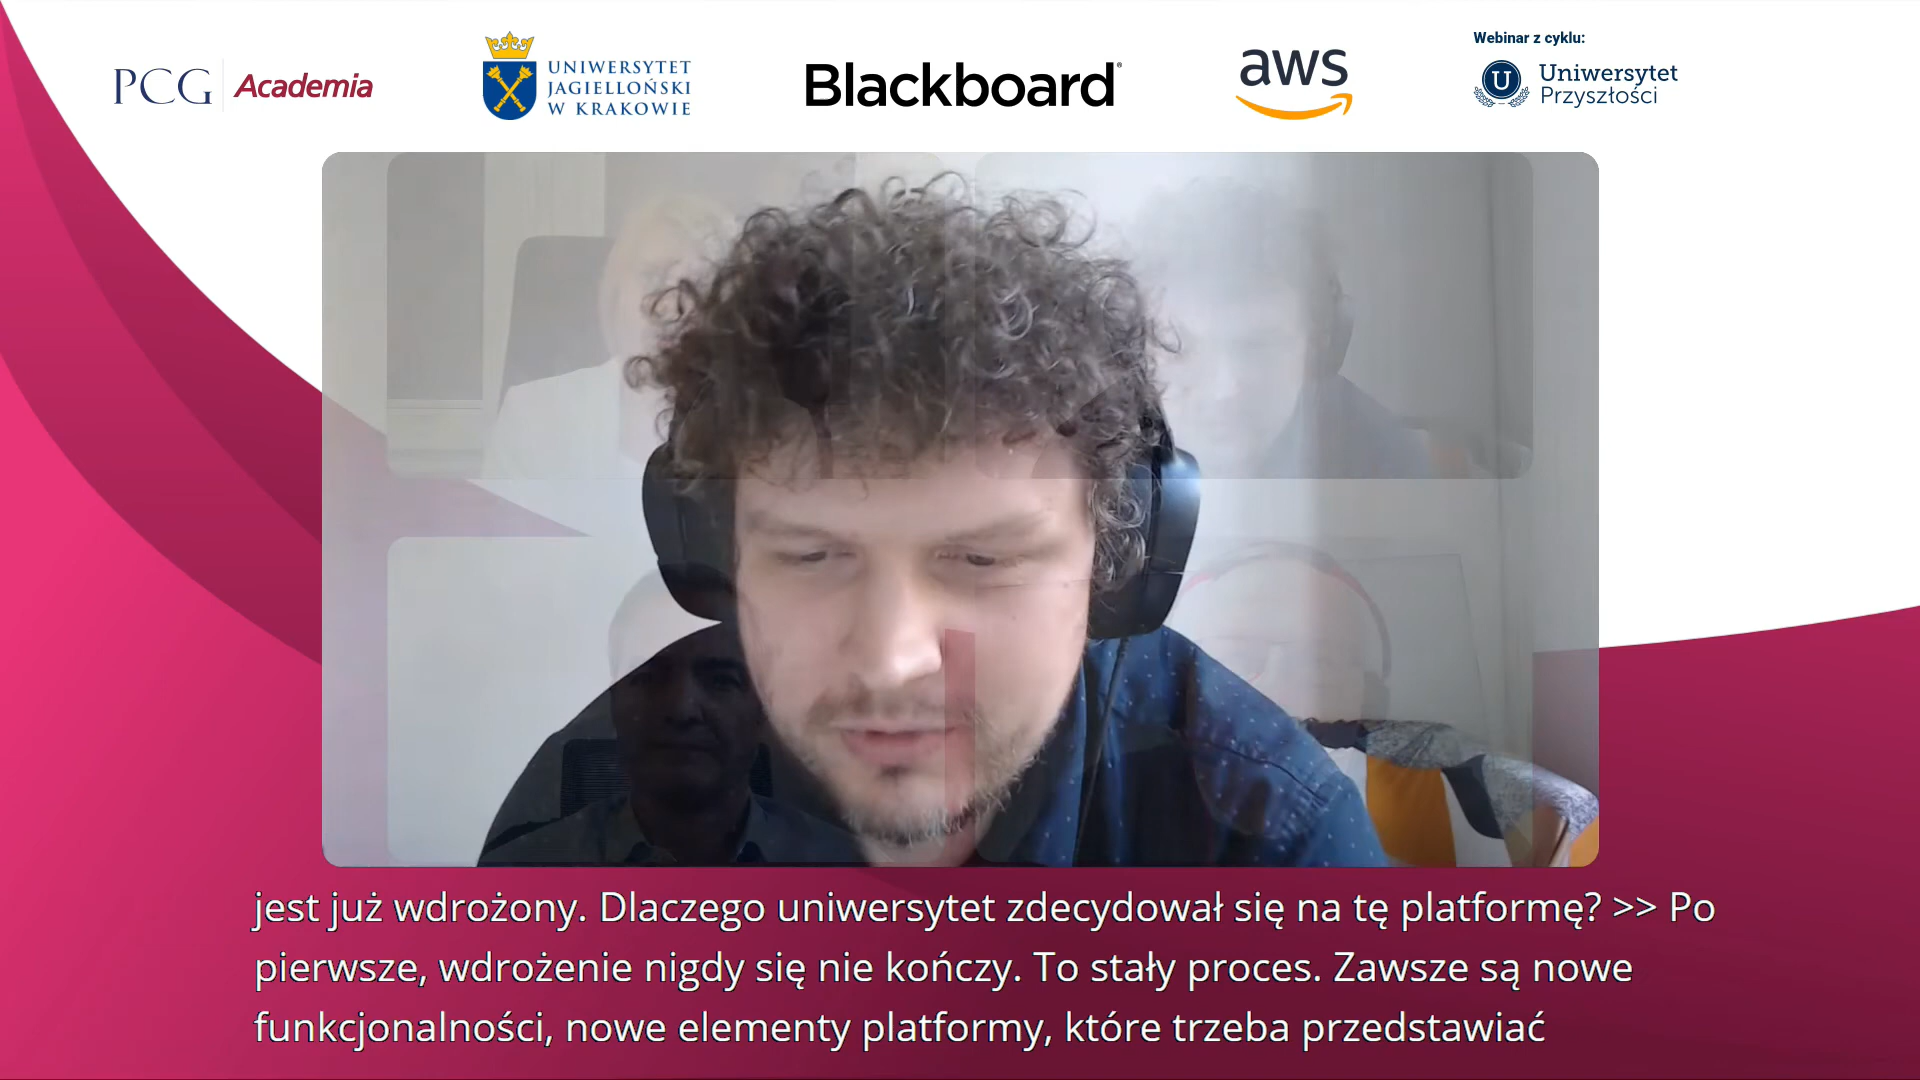 PCG Academia
UNIWERSYTET
JAGIELLOŃSKI
W KRAKOWIE
Blackboard
aws
Webinar z cyklu:
U Uniwersytet
Przyszłości
jest już wdrożony. Dlaczego uniwersytet zdecydował się na tę platformę? >> Po
pierwsze, wdrożenie nigdy się nie kończy. To stały proces. Zawsze są nowe
funkcjonalności, nowe elementy platformy, które trzeba przedstawiać